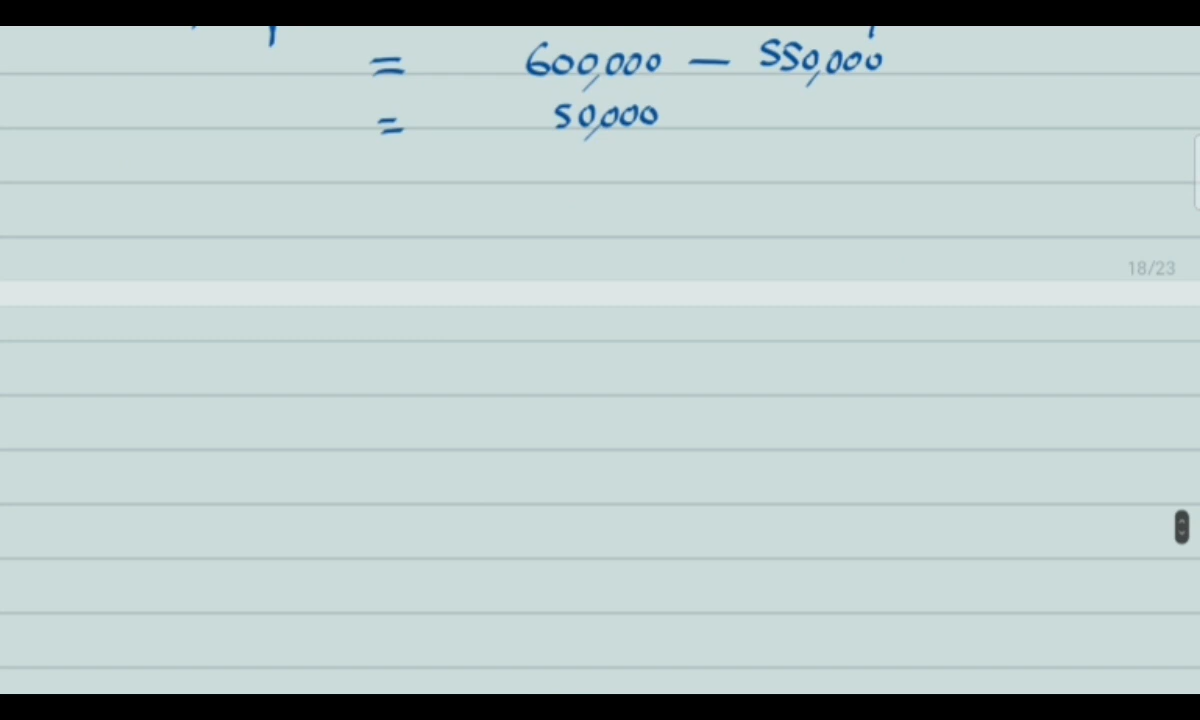 = 600,000 — 550,000
= 50,000
18/23